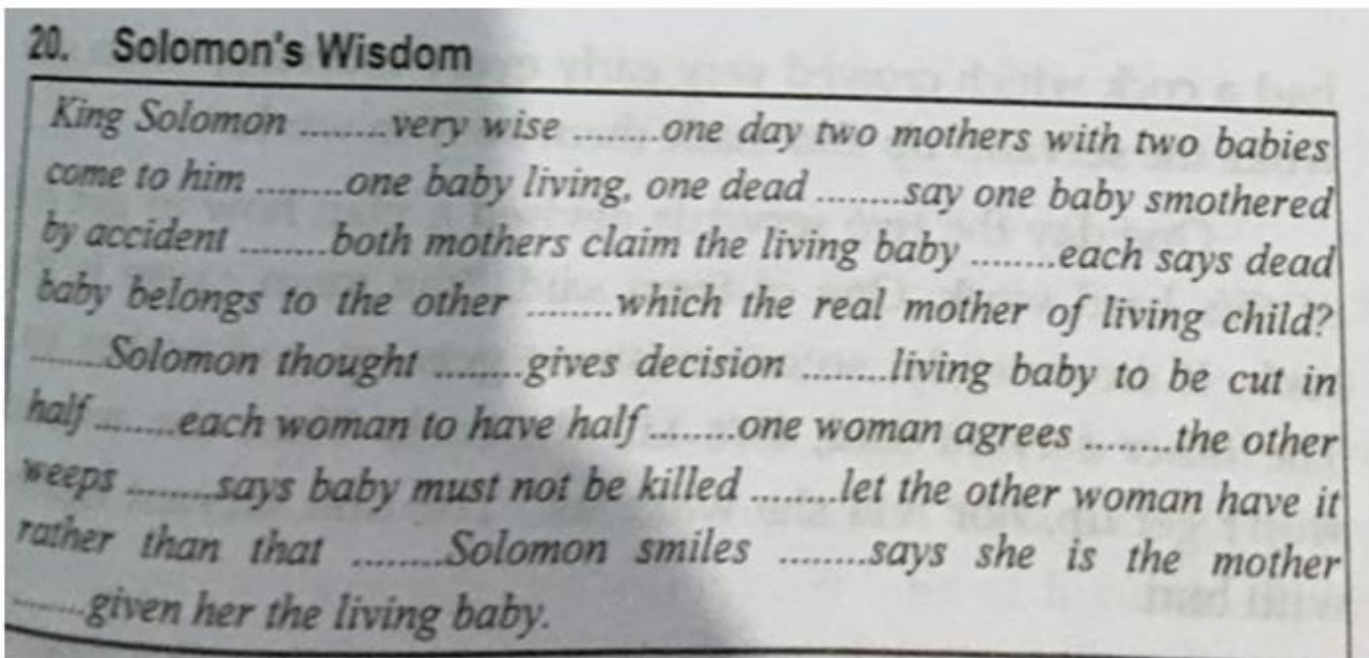 20. Solomon's Wisdom
King Solomon ........very wise ........one day two mothers with two babies
come to him ........one baby living, one dead ........say one baby smothered
by accident ........both mothers claim the living baby ........each says dead
baby belongs to the other ........which the real mother of living child?
........Solomon thought ........gives decision ........living baby to be cut in
half ........each woman to have half ........one woman agrees ........the other
weeps ........says baby must not be killed ........let the other woman have it
rather than that ........Solomon smiles ........says she is the mother
........given her the living baby.